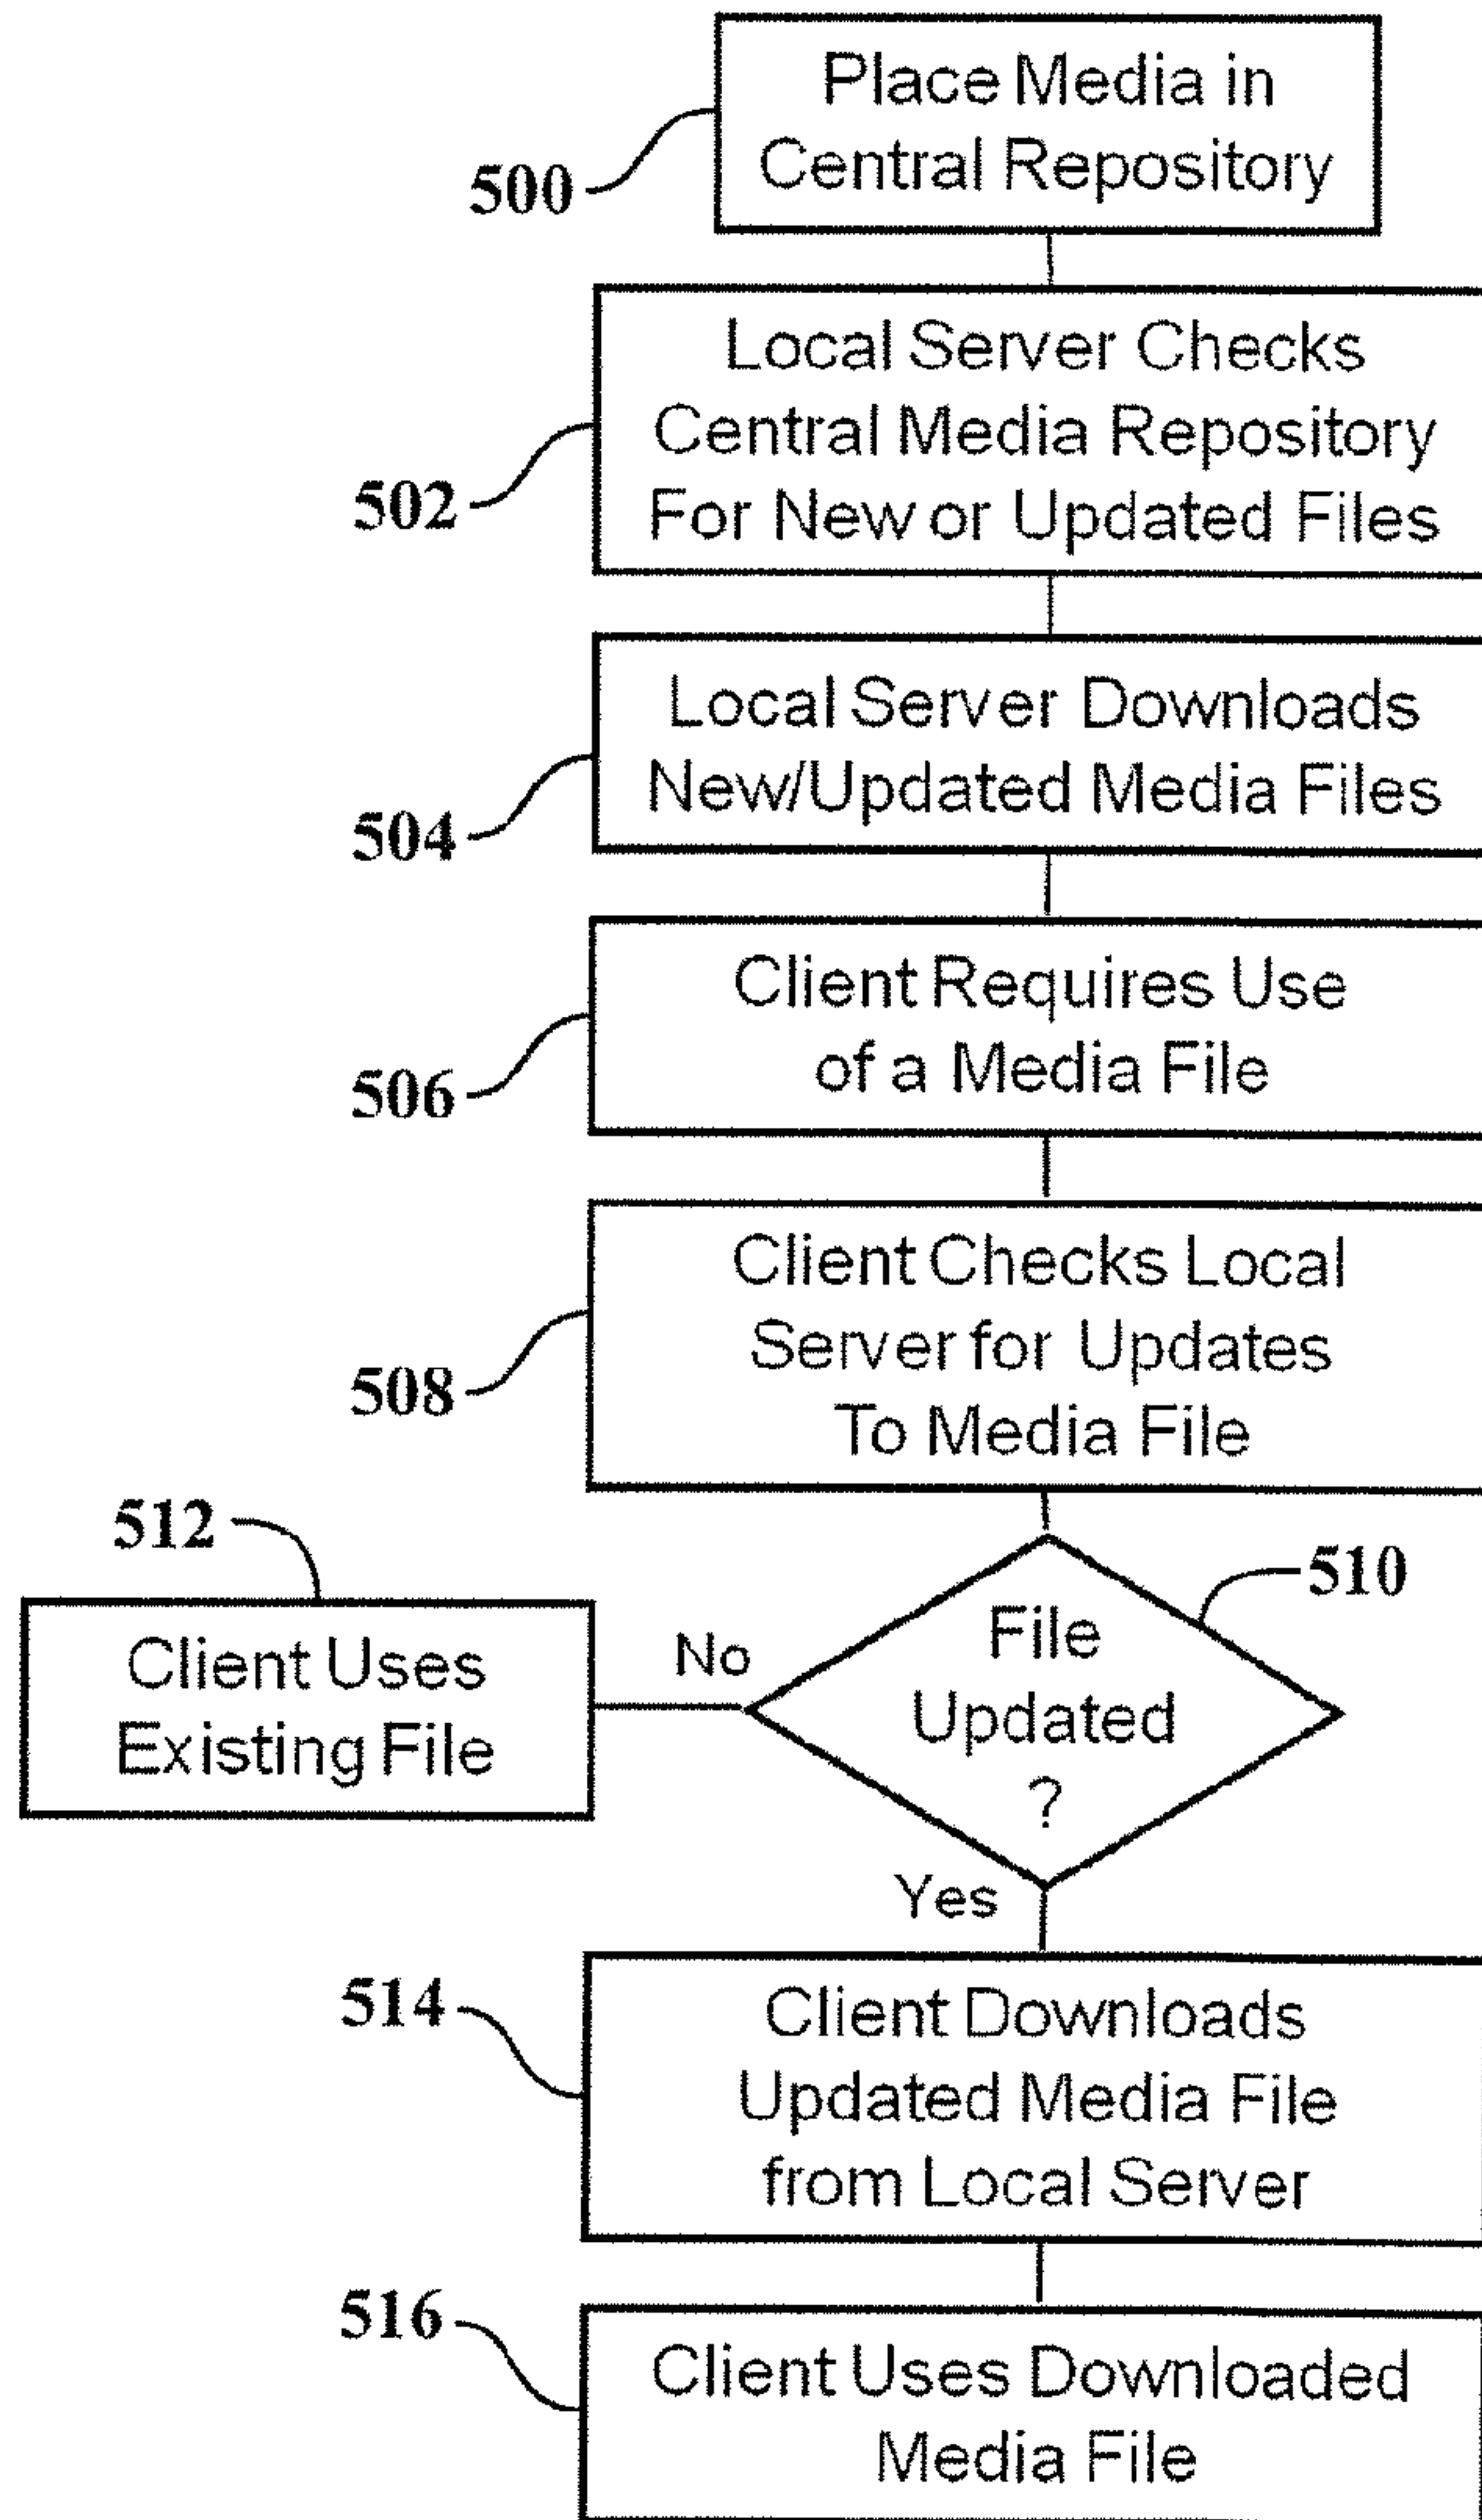 Place Media in
Central Repository
500
Local Server Checks
Central Media Repository
For New or Updated Files
502
Local Server Downloads
New/Updated Media Files
504
Client Requires Use
of a Media File
506
Client Checks Local
Server for Updates
To Media File
508
512
510
File
Updated
?
No
Client Uses
Existing File
Yes
514
Client Downloads
Updated Media File
from Local Server
516
Client Uses Downloaded
Media File